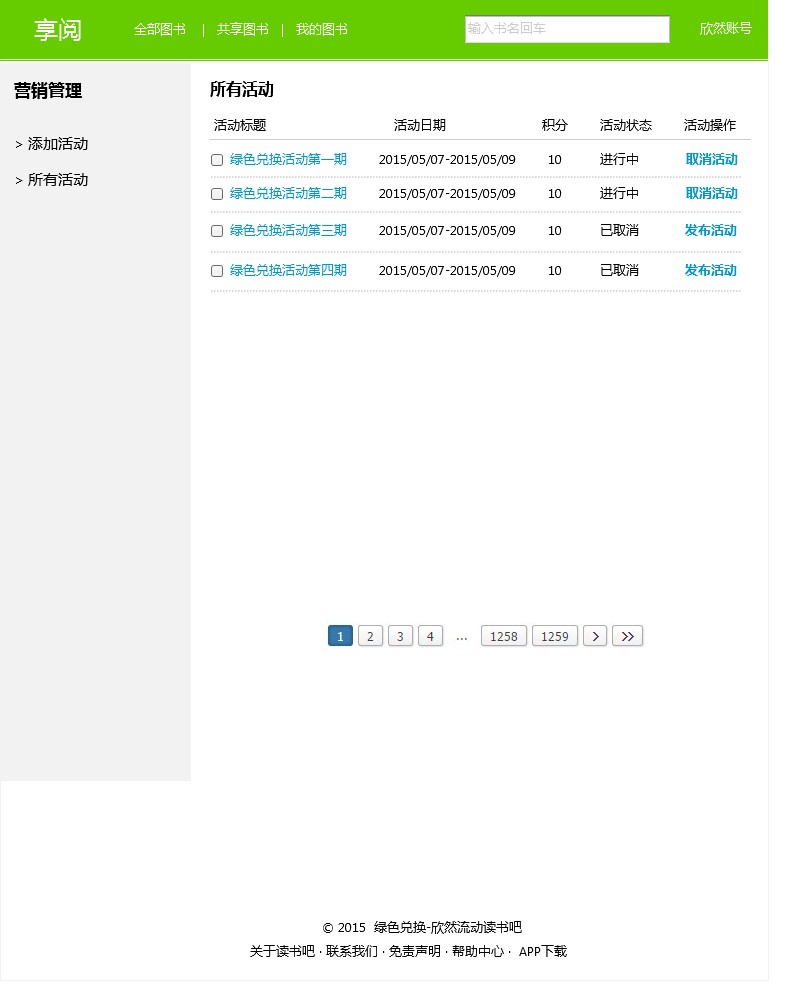 享阅 全部图书 | 共享图书 | 我的图书 输入书名回车 欣然账号
营销管理
> 添加活动
> 所有活动
所有活动
活动标题 活动日期 积分 活动状态 活动操作
绿色兑换活动第一期 2015/05/07-2015/05/09 10 进行中 取消活动
绿色兑换活动第二期 2015/05/07-2015/05/09 10 进行中 取消活动
绿色兑换活动第三期 2015/05/07-2015/05/09 10 已取消 发布活动
绿色兑换活动第四期 2015/05/07-2015/05/09 10 已取消 发布活动
1 2 3 4 ... 1258 1259 > >>
© 2015 绿色兑换-欣然流动读书吧
关于读书吧 · 联系我们 · 免责声明 · 帮助中心 · APP下载